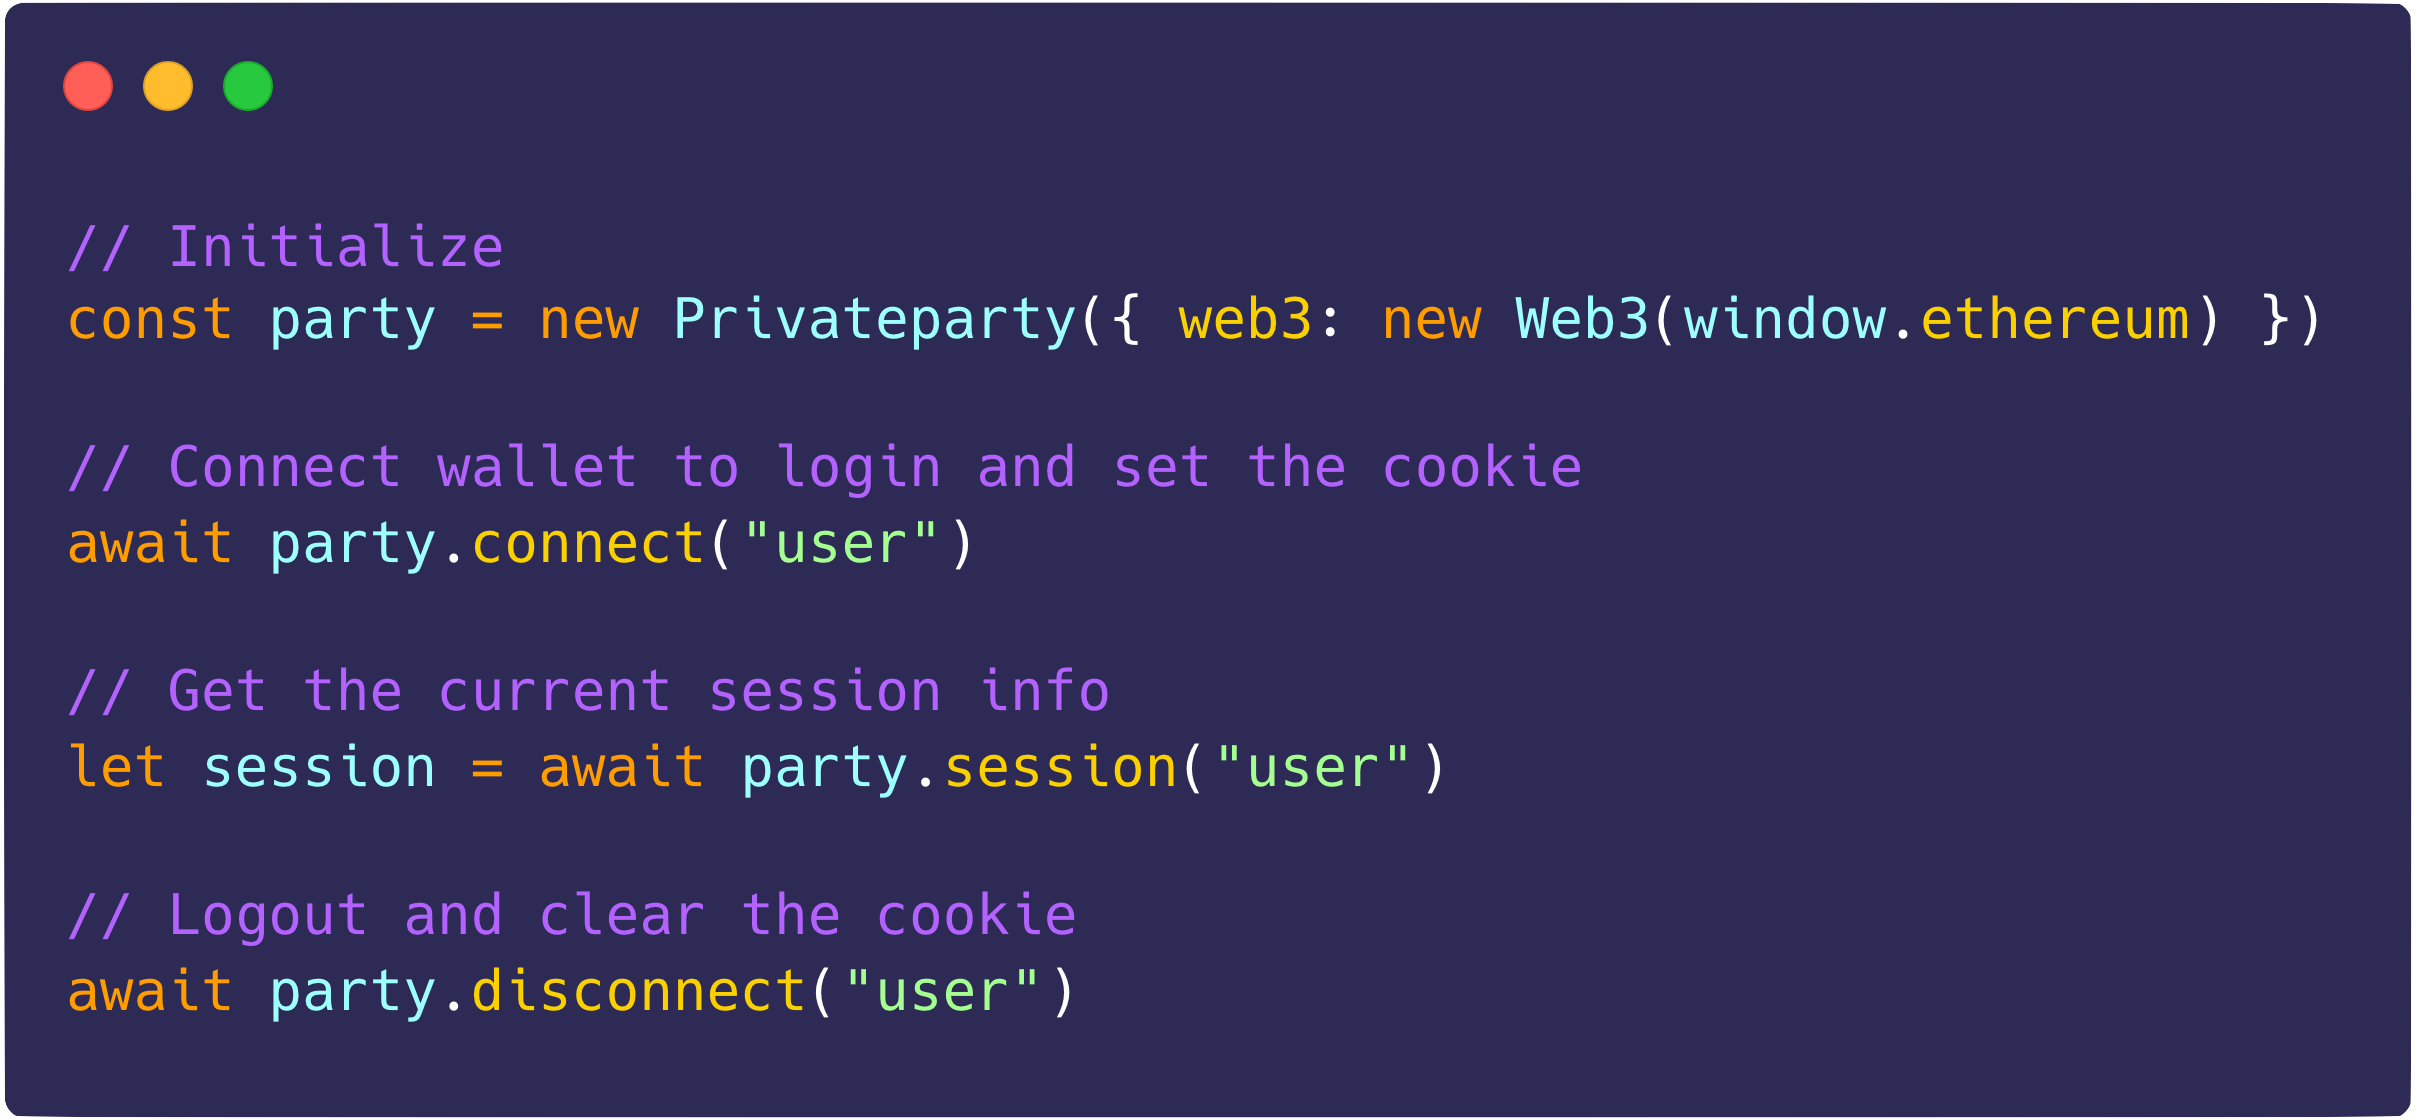 // Initialize
const party = new Privateparty({ web3: new Web3(window.ethereum) })
// Connect wallet to login and set the cookie
await party.connect("user")
// Get the current session info
let session = await party.session("user")
// Logout and clear the cookie
await party.disconnect("user")